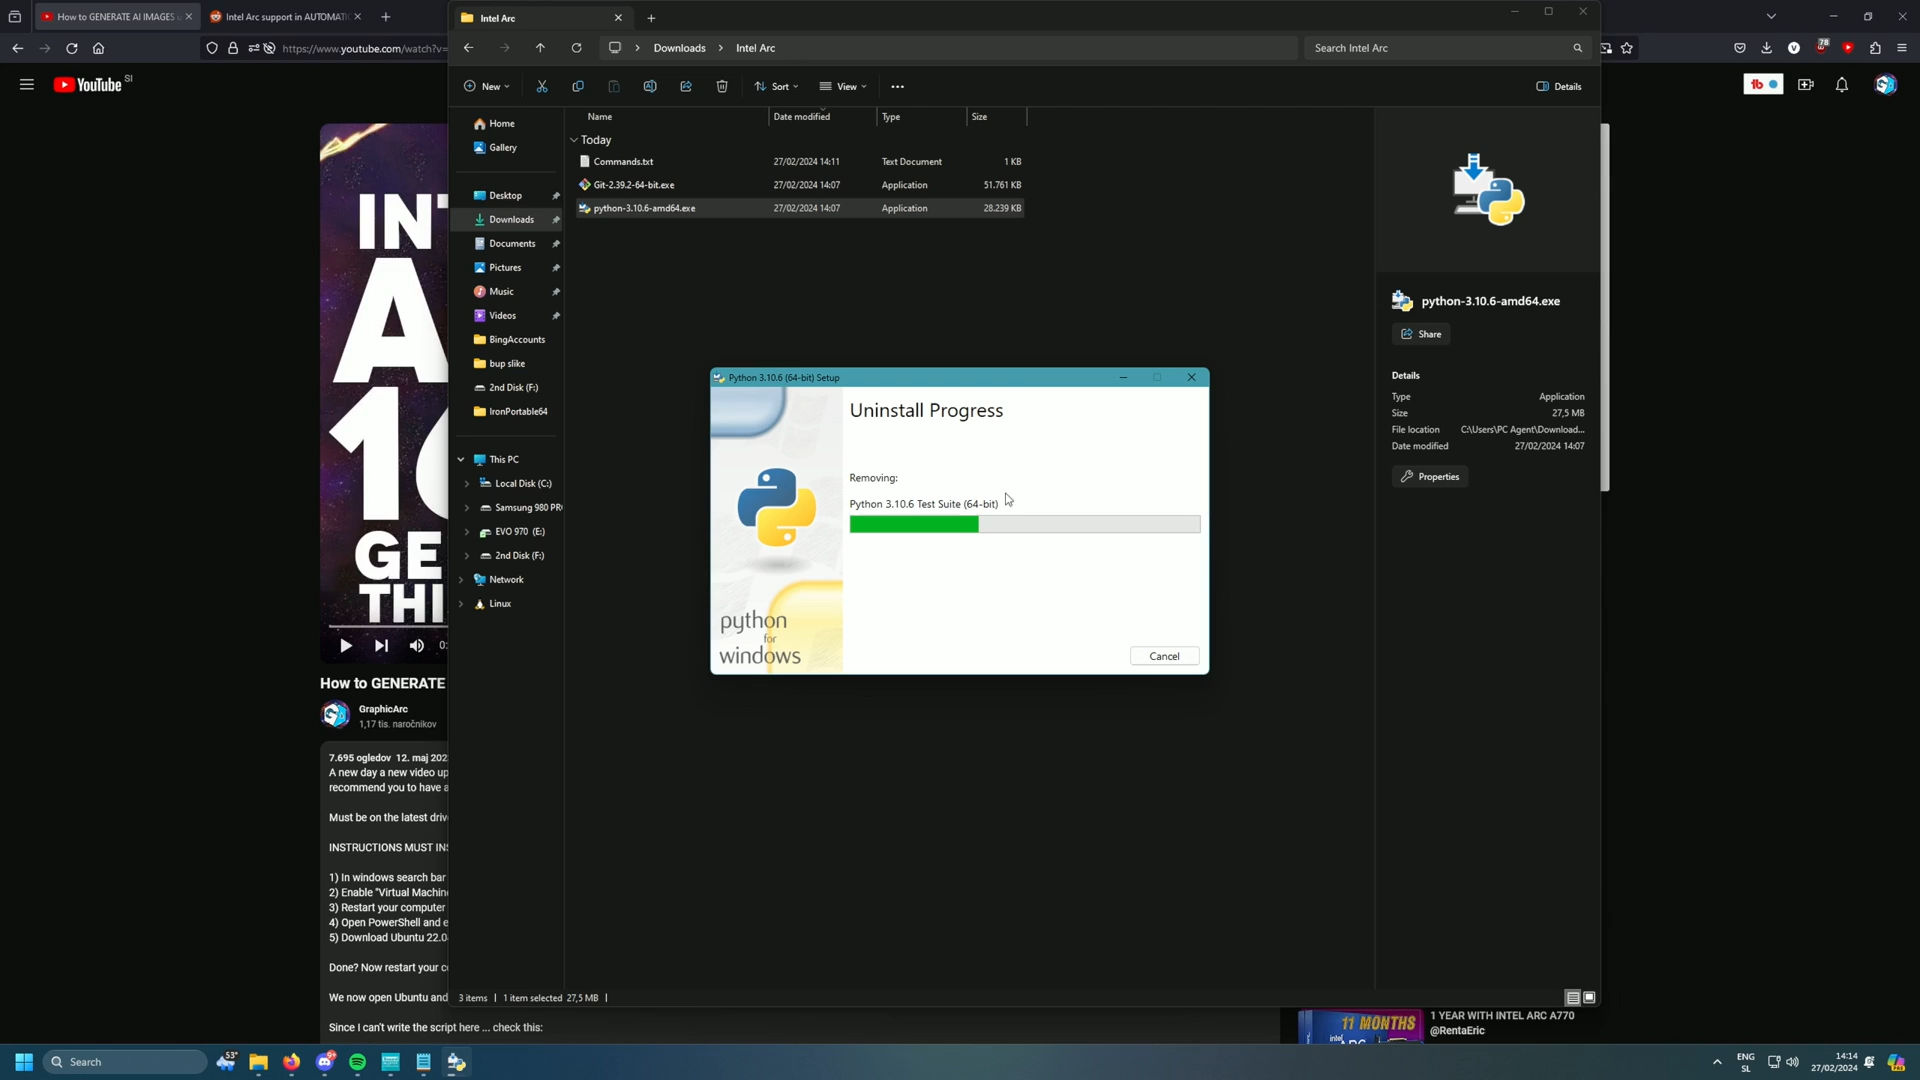 How to GENERATE AI IMAGES u
Intel Arc support in AUTOMATIC
Intel Arc
https://www.youtube.com/watch?v=
Downloads
Intel Arc
Search Intel Arc
78
YouTube SI
New
Sort
View
Details
tb
Home
Gallery
Desktop
Downloads
Documents
Pictures
Music
Videos
BingAccounts
bup slike
2nd Disk (F:)
IronPortable64
This PC
Local Disk (C:)
Samsung 980 PR
EVO 970 (E:)
2nd Disk (F:)
Network
Linux
Name Date modified Type Size
Today
Commands.txt 27/02/2024 14:11 Text Document 1 KB
Git-2.39.2-64-bit.exe 27/02/2024 14:07 Application 51.761 KB
python-3.10.6-amd64.exe 27/02/2024 14:07 Application 28.239 KB
python-3.10.6-amd64.exe
Share
Details
Type Application
Size 27,5 MB
File location C:\Users\PC Agent\Download...
Date modified 27/02/2024 14:07
Properties
Python 3.10.6 (64-bit) Setup
Uninstall Progress
Removing:
Python 3.10.6 Test Suite (64-bit)
python
for
windows
Cancel
3 items
1 item selected 27,5 MB
How to GENERATE
GraphicArc
1,17 tis. naročnikov
7.695 ogledov 12. maj 202
A new day a new video up
recommend you to have a
Must be on the latest driv
INSTRUCTIONS MUST INS
1) In windows search bar
2) Enable "Virtual Machin
3) Restart your computer
4) Open PowerShell and e
5) Download Ubuntu 22.0
Done? Now restart your c
We now open Ubuntu and
Since I can't write the script here ... check this:
11 MONTHS
intel
1 YEAR WITH INTEL ARC A770
@RentaEric
Search
53°
ENG
SL
14:14
27/02/2024